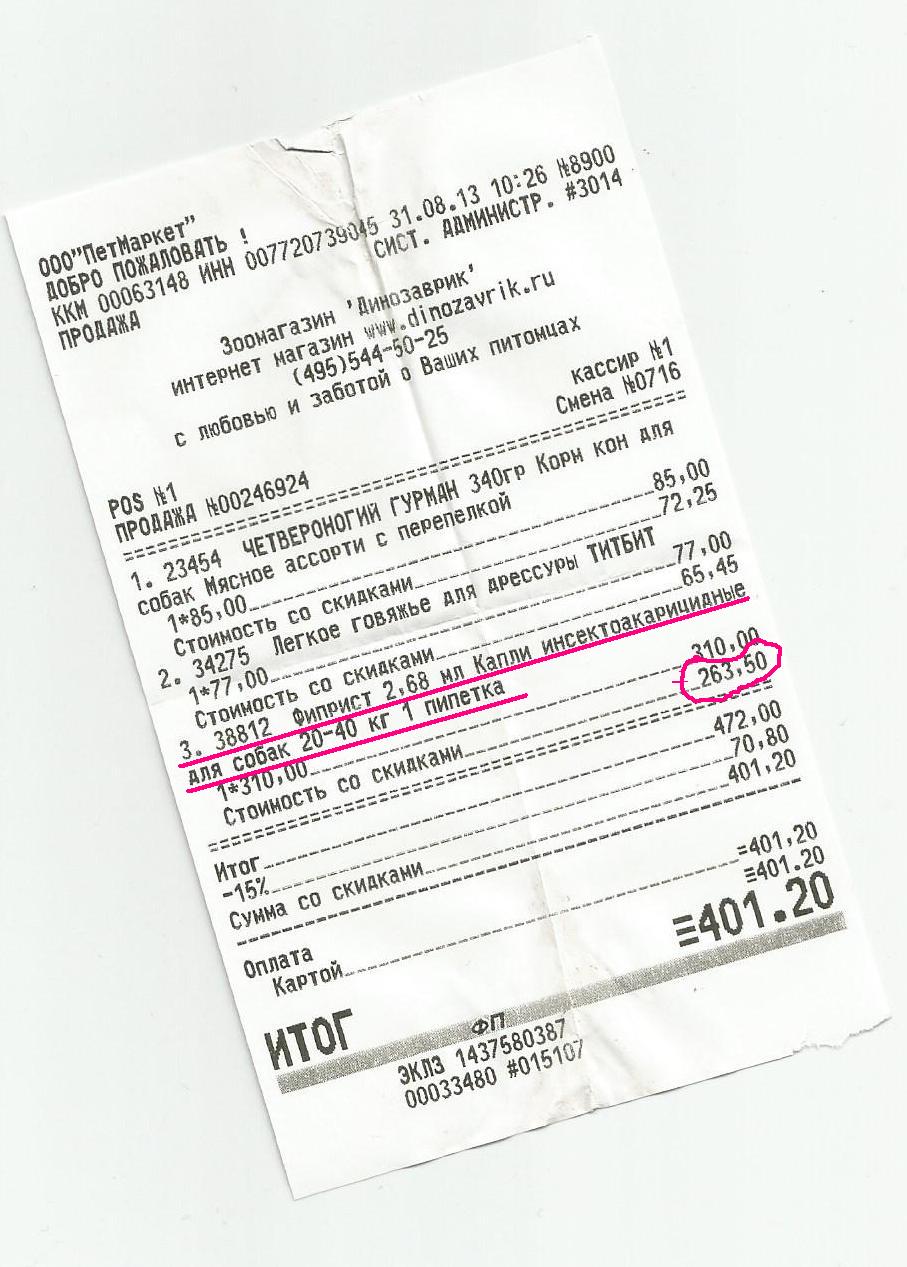 ООО"ПетМаркет"
ДОБРО ПОЖАЛОВАТЬ !
ККМ 00063148 ИНН 007720739045 31.08.13 10:26 №8900
ПРОДАЖА СИСТ. АДМИНИСТР. #3014
Зоомагазин 'Динозаврик'
интернет магазин www.dinozavrik.ru
(495)544-50-25
с любовью и заботой о Ваших питомцах
кассир №1
POS №1 Смена №0716
ПРОДАЖА №00246924
1. 23454 ЧЕТВЕРОНОГИЙ ГУРМАН 340гр Корм кон для
собак Мясное ассорти с перепелкой
1*85,00 85,00
Стоимость со скидками 72,25
2. 34275 Легкое говяжье для дрессуры ТИТБИТ
1*77,00 77,00
Стоимость со скидками 65,45
3. 38812 Фиприст 2,68 мл Капли инсектоакарицидные
для собак 20-40 кг 1 пипетка
1*310,00 310,00
Стоимость со скидками 263,50
Итог 472,00
-15% 70,80
Сумма со скидками 401,20
Оплата =401,20
Картой ≡401.20
ИТОГ ≡401.20
ФП
ЭКЛЗ 1437580387
00033480 #015107